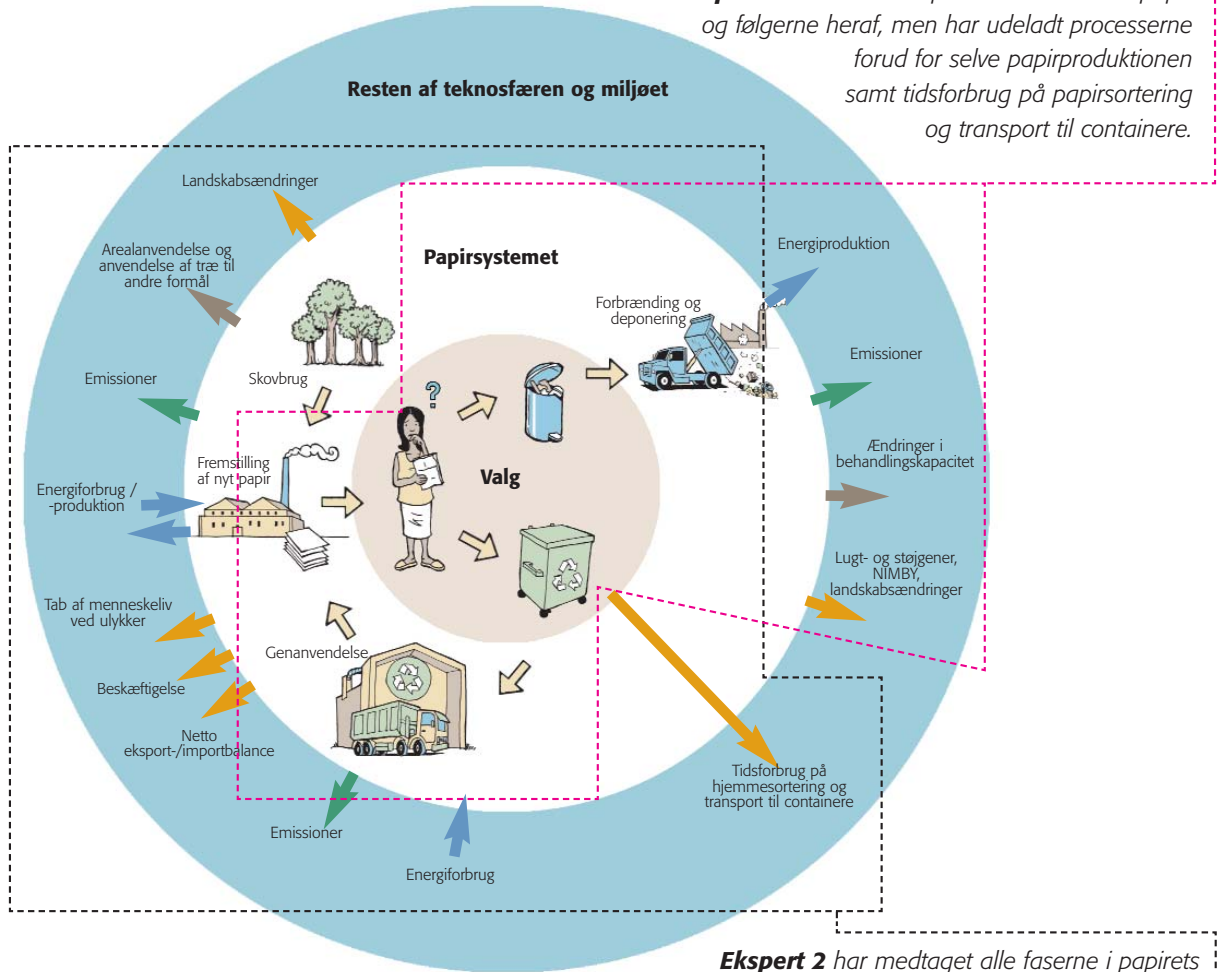 og følgerne heraf, men har udeladt processerne
forud for selve papirproduktionen
samt tidsforbrug på papirsortering
og transport til containere.
Resten af teknosfæren og miljøet
Landskabsændringer
Arealanvendelse og
anvendelse af træ til
andre formål
Papirsystemet
Energiproduktion
Forbrænding og
deponering
Emissioner
Skovbrug
Emissioner
?
Fremstilling
af nyt papir
Valg
Ændringer i
behandlingskapacitet
Energiforbrug /
-produktion
Lugt- og støjgener,
NIMBY,
landskabsændringer
Tab af menneskeliv
ved ulykker
Genanvendelse
Beskæftigelse
Netto
eksport-/importbalance
Tidsforbrug på
hjemmesortering og
transport til containere
Emissioner
Energiforbrug
Ekspert 2 har medtaget alle faserne i papirets